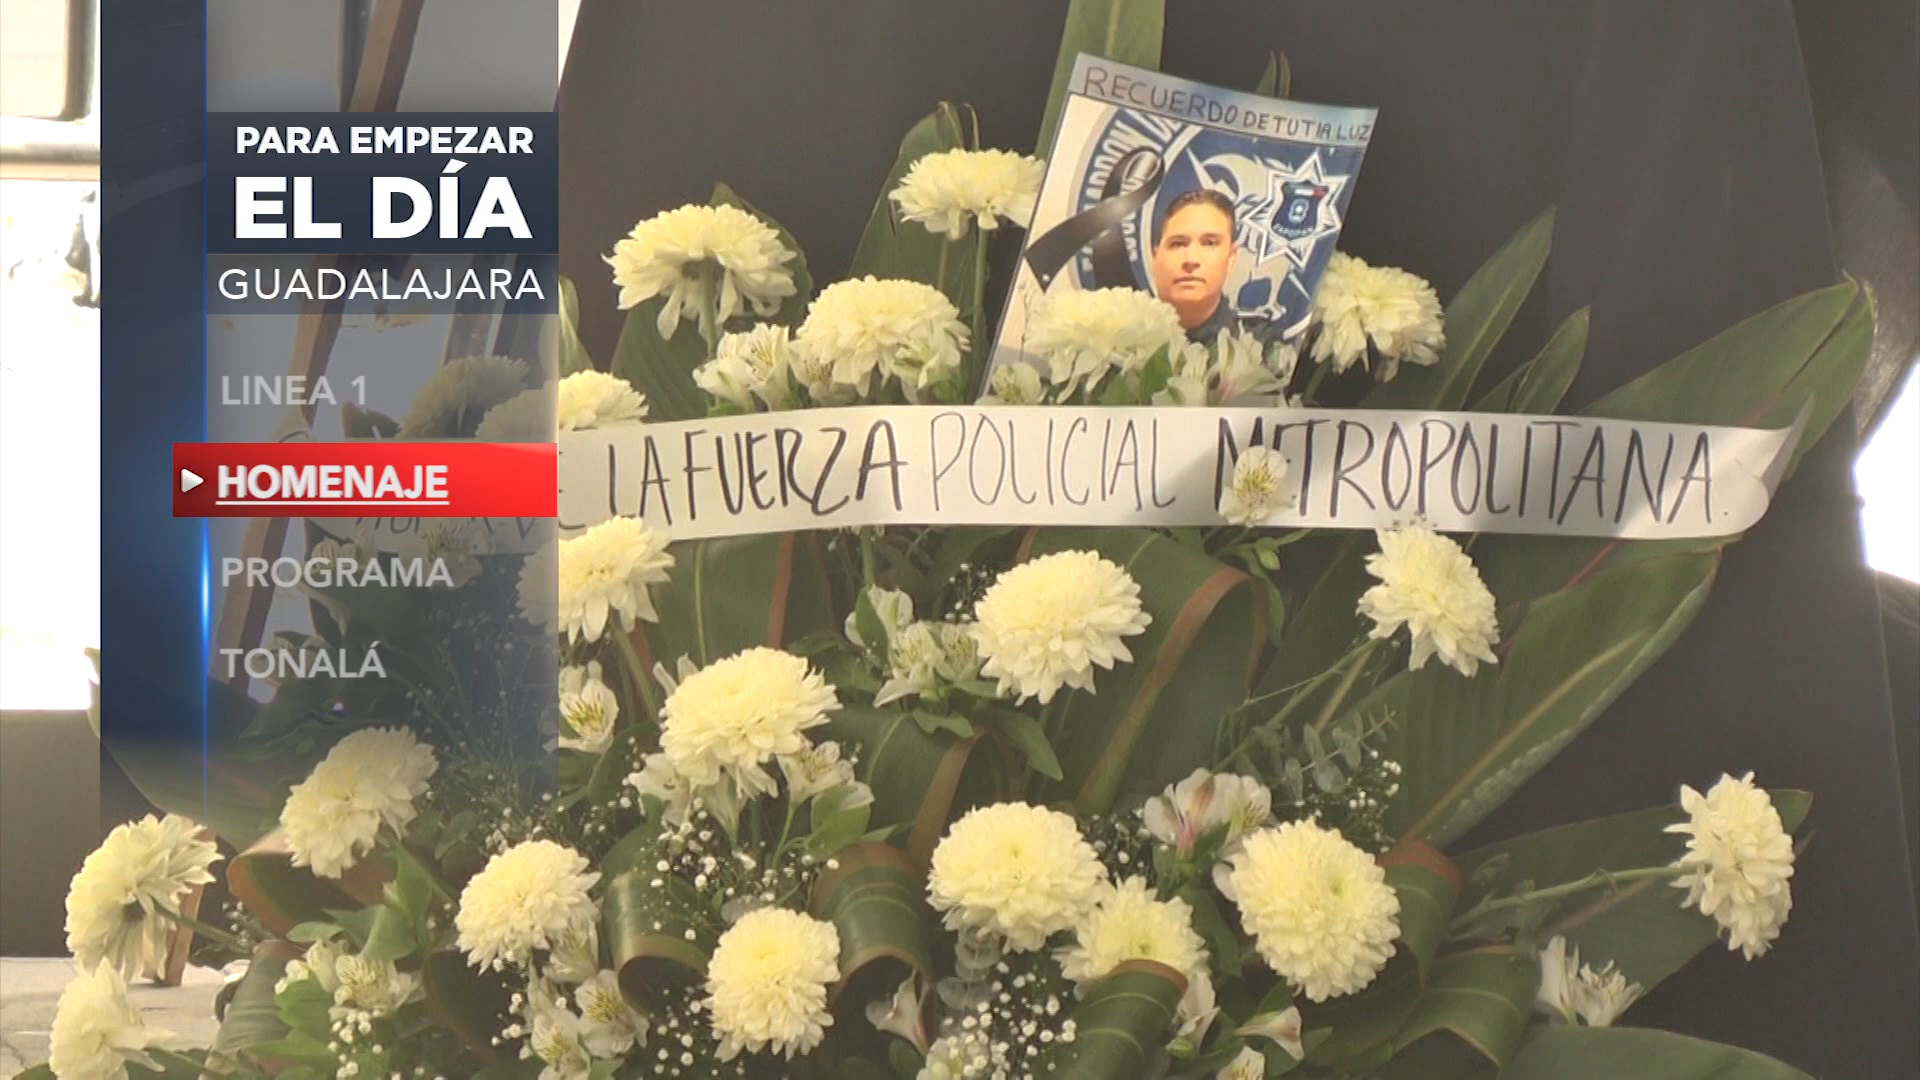 PARA EMPEZAR
EL DÍA
GUADALAJARA
LINEA 1
HOMENAJE
PROGRAMA
TONALÁ
RECUERDO DE TU TIA LUZ
ZAPOPAN
LA FUERZA POLICIAL METROPOLITANA.